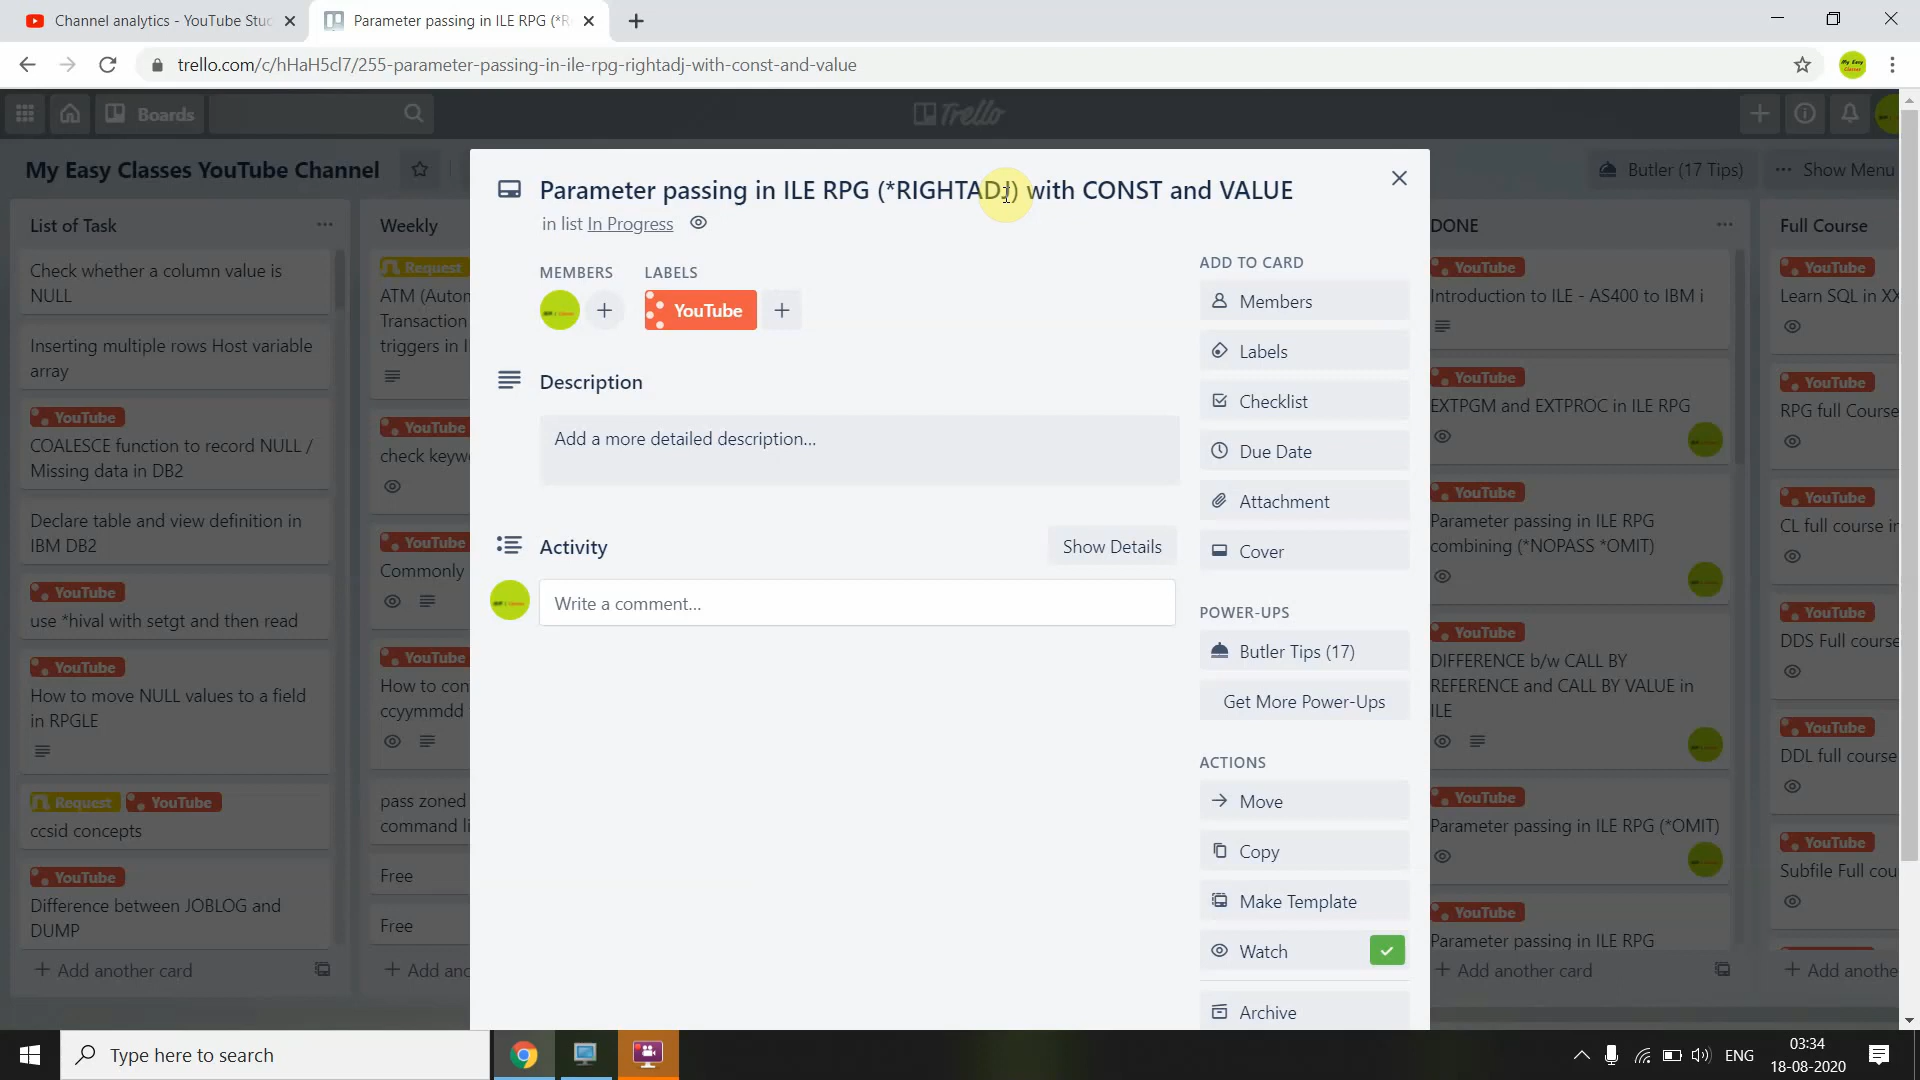 Channel analytics - YouTube Stu
Parameter passing in ILE RPG (*R
trello.com/c/hHaH5cl7/255-parameter-passing-in-ile-rpg-rightadj-with-const-and-value
Boards
Trello
My Easy Classes YouTube Channel
Butler (17 Tips)
Show Menu
List of Task
Check whether a column value is
NULL
Inserting multiple rows Host variable
array
YouTube
COALESCE function to record NULL /
Missing data in DB2
Declare table and view definition in
IBM DB2
YouTube
use *hival with setgt and then read
YouTube
How to move NULL values to a field
in RPGLE
Request YouTube
ccsid concepts
YouTube
Difference between JOBLOG and
DUMP
+ Add another card
Weekly
Request
ATM (Auton
Transaction
triggers in I
YouTube
check keyw
YouTube
Commonly
YouTube
How to con
ccyymmdd
pass zoned
command li
Free
Free
+ Add ano
Parameter passing in ILE RPG (*RIGHTADJ) with CONST and VALUE
in list In Progress
MEMBERS LABELS
YouTube
Description
Add a more detailed description...
Activity
Show Details
Write a comment...
ADD TO CARD
Members
Labels
Checklist
Due Date
Attachment
Cover
POWER-UPS
Butler Tips (17)
Get More Power-Ups
ACTIONS
Move
Copy
Make Template
Watch
Archive
DONE
YouTube
Introduction to ILE - AS400 to IBM i
YouTube
EXTPGM and EXTPROC in ILE RPG
YouTube
Parameter passing in ILE RPG
combining (*NOPASS *OMIT)
YouTube
DIFFERENCE b/w CALL BY
REFERENCE and CALL BY VALUE in
ILE
YouTube
Parameter passing in ILE RPG (*OMIT)
YouTube
Parameter passing in ILE RPG
+ Add another card
Full Course
YouTube
Learn SQL in XX
YouTube
RPG full Course
YouTube
CL full course in
YouTube
DDS Full course
YouTube
DDL full course
YouTube
Subfile Full cou
+ Add anothe
Type here to search
ENG
03:34
18-08-2020